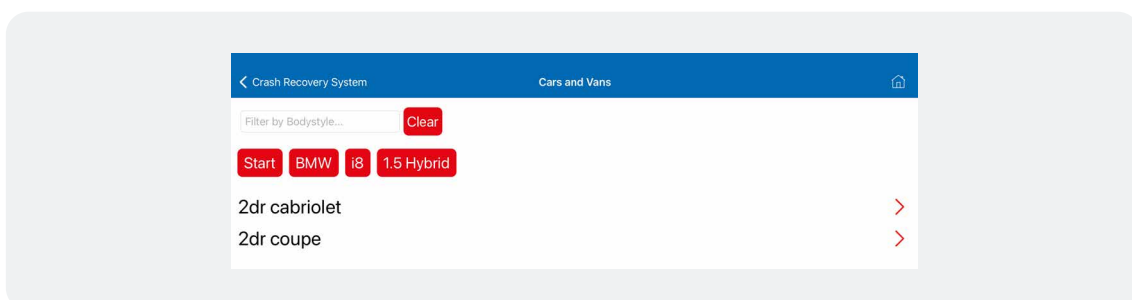 Crash Recovery System Cars and Vans
Filter by Bodystyle... Clear
Start BMW i8 1.5 Hybrid
2dr cabriolet
2dr coupe